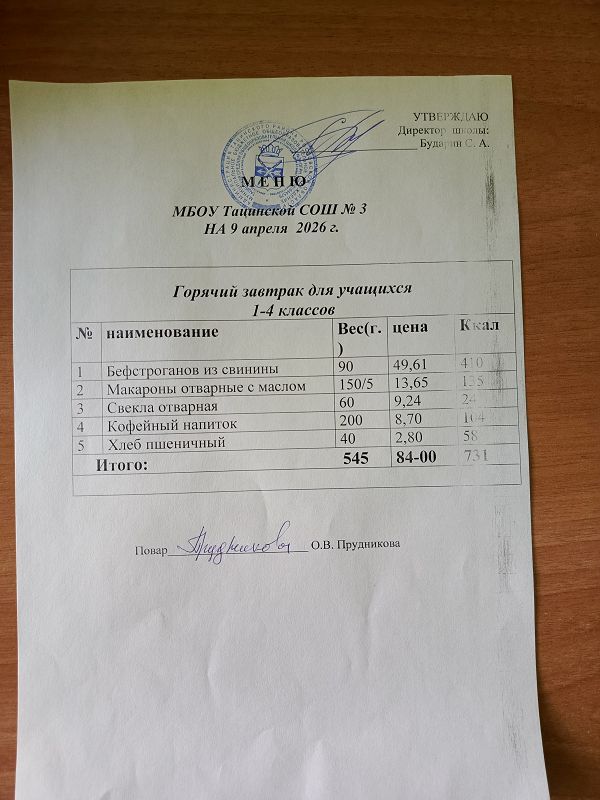 УТВЕРЖДАЮ
Директор школы:
Бударин С. А.
М Е Н Ю
МБОУ Тацинской СОШ № 3
НА 9 апреля 2026 г.
Горячий завтрак для учащихся
1-4 классов
№ наименование Вес(г.) цена Ккал
1 Бефстроганов из свинины 90 49,61 410
2 Макароны отварные с маслом 150/5 13,65 135
3 Свекла отварная 60 9,24 24
4 Кофейный напиток 200 8,70 104
5 Хлеб пшеничный 40 2,80 58
Итого: 545 84-00 731
Повар О.В. Прудникова